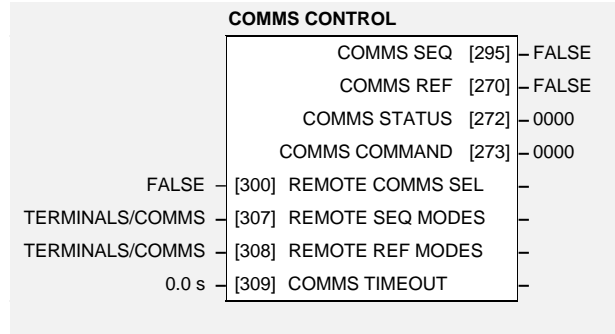 COMMS CONTROL
COMMS SEQ [295] – FALSE
COMMS REF [270] – FALSE
COMMS STATUS [272] – 0000
COMMS COMMAND [273] – 0000
FALSE – [300] REMOTE COMMS SEL –
TERMINALS/COMMS – [307] REMOTE SEQ MODES –
TERMINALS/COMMS – [308] REMOTE REF MODES –
0.0 s – [309] COMMS TIMEOUT –